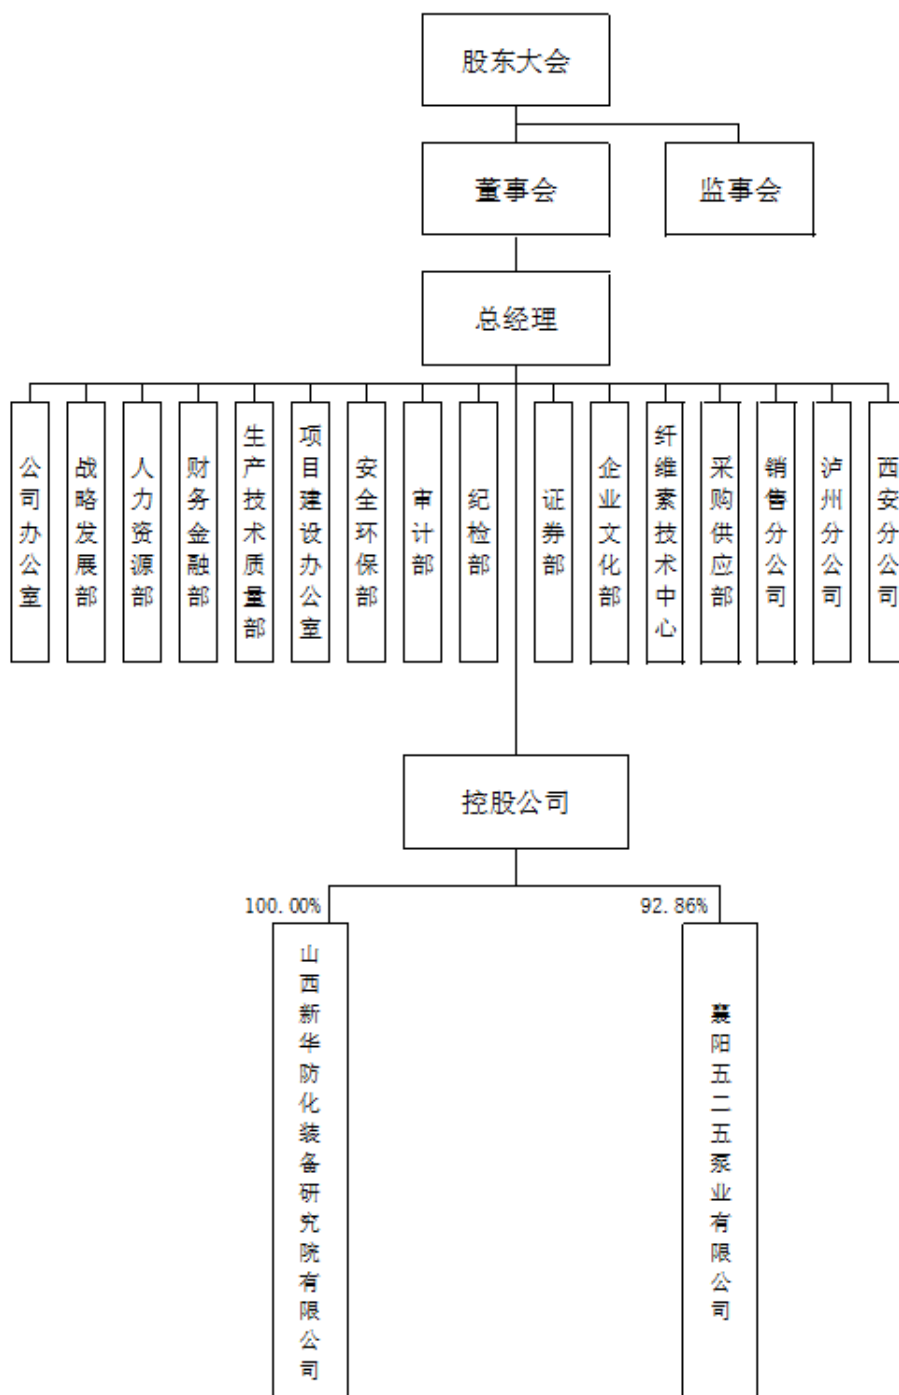 股东大会
董事会
监事会
总经理
公司办公室
战略发展部
人力资源部
财务金融部
生产技术质量部
项目建设办公室
安全环保部
审计部
纪检部
证券部
企业文化部
纤维素技术中心
采购供应部
销售分公司
泸州分公司
西安分公司
控股公司
100.00%
92.86%
山西新华防化装备研究院有限公司
襄阳五二五泵业有限公司